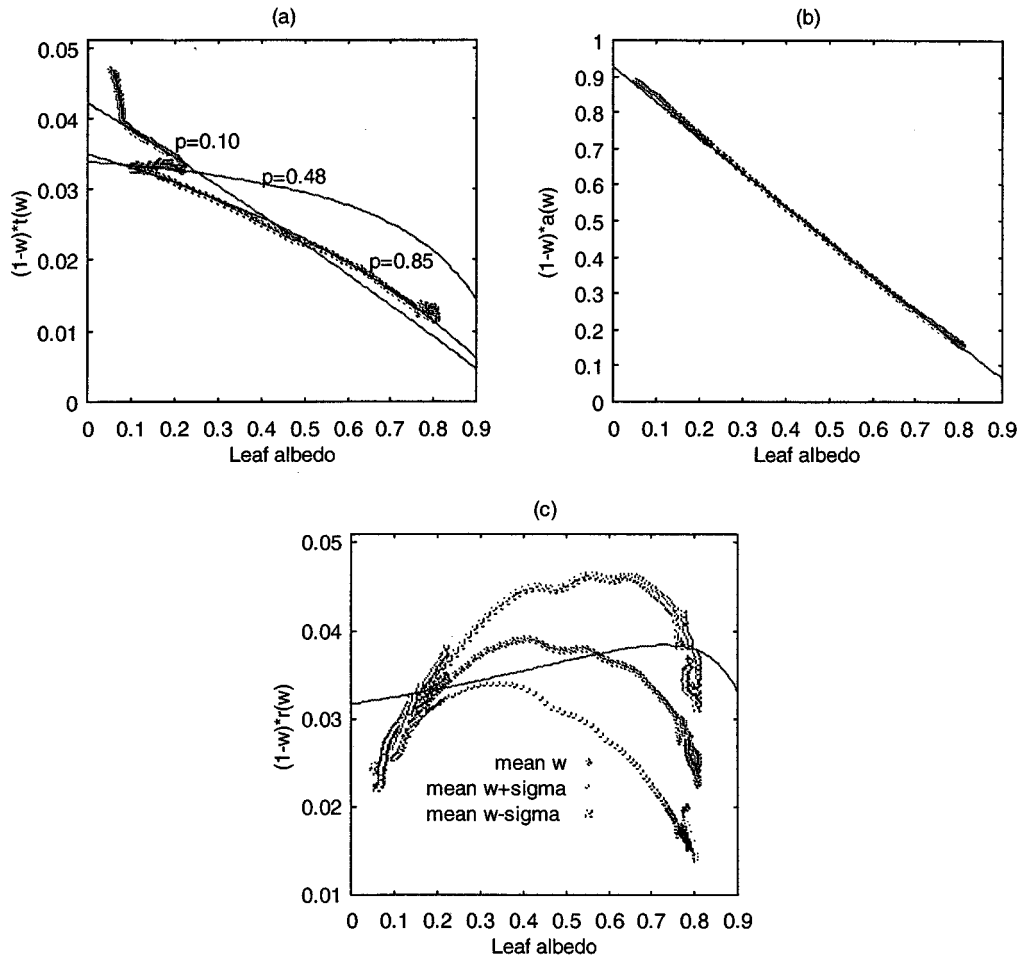 (a)
0.05
0.04
0.03
0.02
0.01
0
(1-w)*t(w)
p=0.10
p=0.48
p=0.85
0 0.1 0.2 0.3 0.4 0.5 0.6 0.7 0.8 0.9
Leaf albedo
(b)
1
0.9
0.8
0.7
0.6
0.5
0.4
0.3
0.2
0.1
0
(1-w)*a(w)
0 0.1 0.2 0.3 0.4 0.5 0.6 0.7 0.8 0.9
Leaf albedo
(c)
0.05
0.04
0.03
0.02
0.01
(1-w)*r(w)
mean w
mean w+sigma
mean w-sigma
0 0.1 0.2 0.3 0.4 0.5 0.6 0.7 0.8 0.9
Leaf albedo